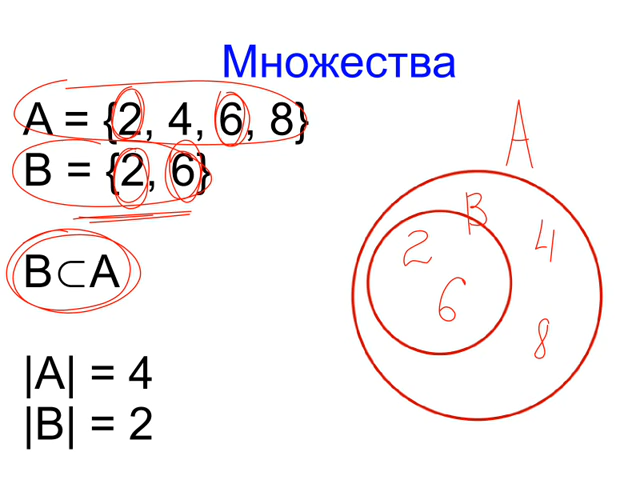 Множества
A = {2, 4, 6, 8}
B = {2, 6}
B⊂A
|A| = 4
|B| = 2
A
B
2
4
6
8